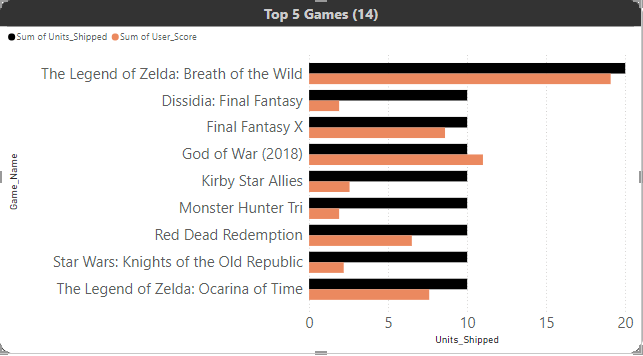 Top 5 Games (14)
Sum of Units_Shipped Sum of User_Score
The Legend of Zelda: Breath of the Wild
Dissidia: Final Fantasy
Final Fantasy X
God of War (2018)
Kirby Star Allies
Monster Hunter Tri
Red Dead Redemption
Star Wars: Knights of the Old Republic
The Legend of Zelda: Ocarina of Time
Game_Name
0 5 10 15 20
Units_Shipped